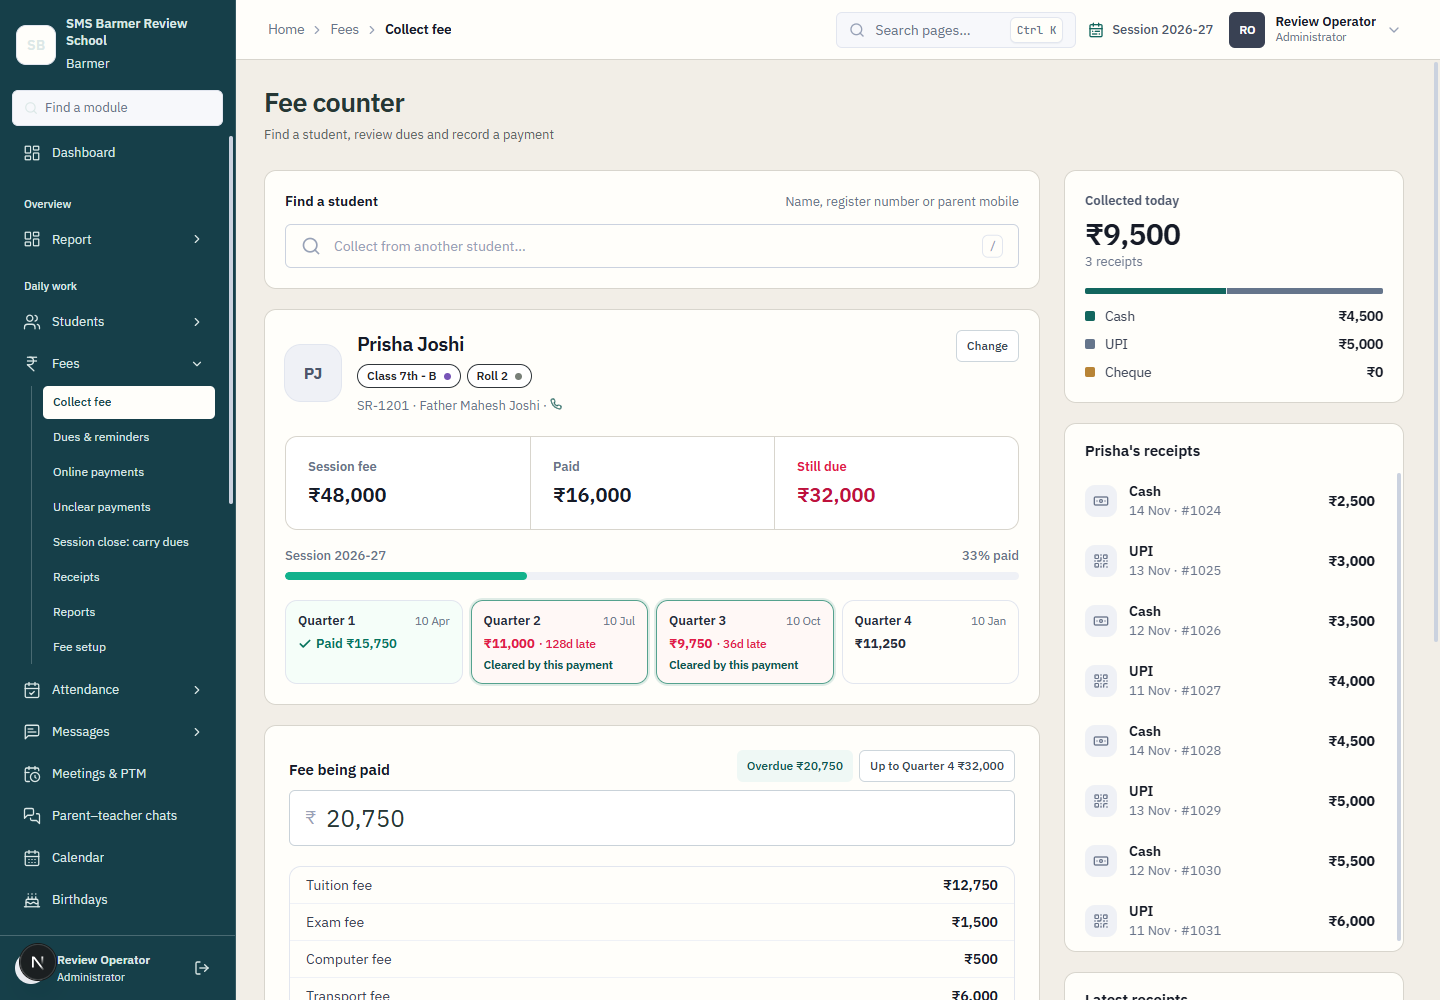 SMS Barmer Review
School
SB
Barmer
Find a module
Dashboard
Overview
Report
Daily work
Students
Fees
Collect fee
Dues & reminders
Online payments
Unclear payments
Session close: carry dues
Receipts
Reports
Fee setup
Attendance
Messages
Meetings & PTM
Parent–teacher chats
Calendar
Birthdays
N
Review Operator
Administrator
Home > Fees > Collect fee
Search pages...
Ctrl K
Session 2026-27
RO
Review Operator
Administrator
Fee counter
Find a student, review dues and record a payment
Find a student
Name, register number or parent mobile
Collect from another student...
/
PJ
Prisha Joshi
Change
Class 7th - B
Roll 2
SR-1201 · Father Mahesh Joshi ·
Session fee
₹48,000
Paid
₹16,000
Still due
₹32,000
Session 2026-27
33% paid
Quarter 1
10 Apr
Paid ₹15,750
Quarter 2
10 Jul
₹11,000 · 128d late
Cleared by this payment
Quarter 3
10 Oct
₹9,750 · 36d late
Cleared by this payment
Quarter 4
10 Jan
₹11,250
Fee being paid
Overdue ₹20,750
Up to Quarter 4 ₹32,000
₹ 20,750
Tuition fee
₹12,750
Exam fee
₹1,500
Computer fee
₹500
Transport fee
₹6,000
Collected today
₹9,500
3 receipts
Cash
₹4,500
UPI
₹5,000
Cheque
₹0
Prisha's receipts
Cash
14 Nov · #1024
₹2,500
UPI
13 Nov · #1025
₹3,000
Cash
12 Nov · #1026
₹3,500
UPI
11 Nov · #1027
₹4,000
Cash
14 Nov · #1028
₹4,500
UPI
13 Nov · #1029
₹5,000
Cash
12 Nov · #1030
₹5,500
UPI
11 Nov · #1031
₹6,000
Latest receipts